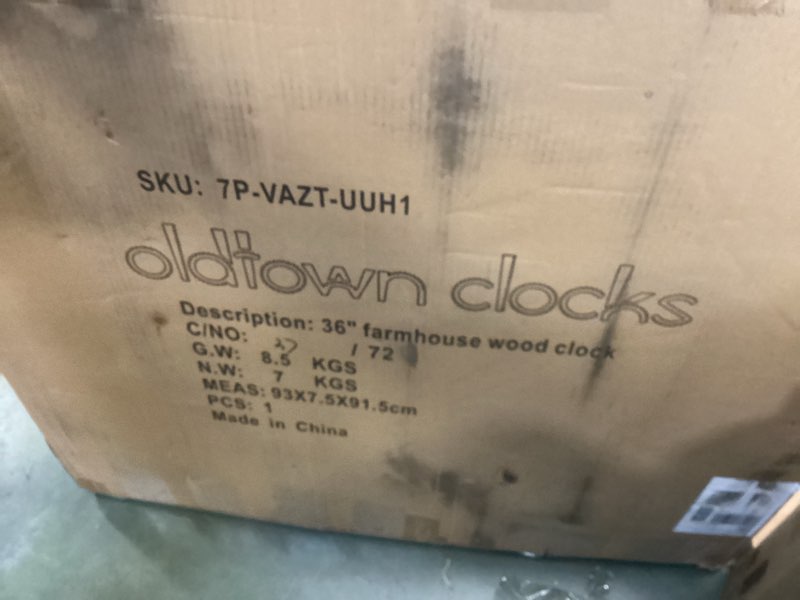 SKU: 7P-VAZT-UUH1
oldtown clocks
Description: 36" farmhouse wood clock
C/NO: 27 / 72
G.W: 8.5 KGS
N.W: 7 KGS
MEAS: 93X7.5X91.5cm
PCS: 1
Made in China